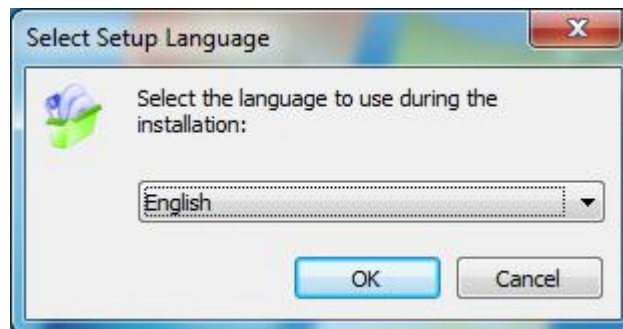 Select Setup Language
Select the language to use during the
installation:
English
OK
Cancel